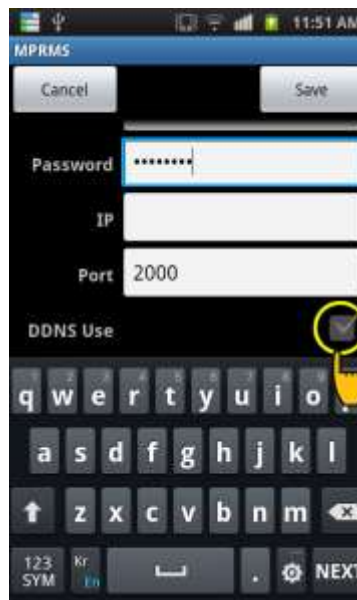 11:51 AM
MPRMS
Cancel Save
Password ••••••••
IP
Port 2000
DDNS Use
q w e r t y u i o
a s d f g h j k l
z x c v b n m
123 Kr
SYM En . NEXT